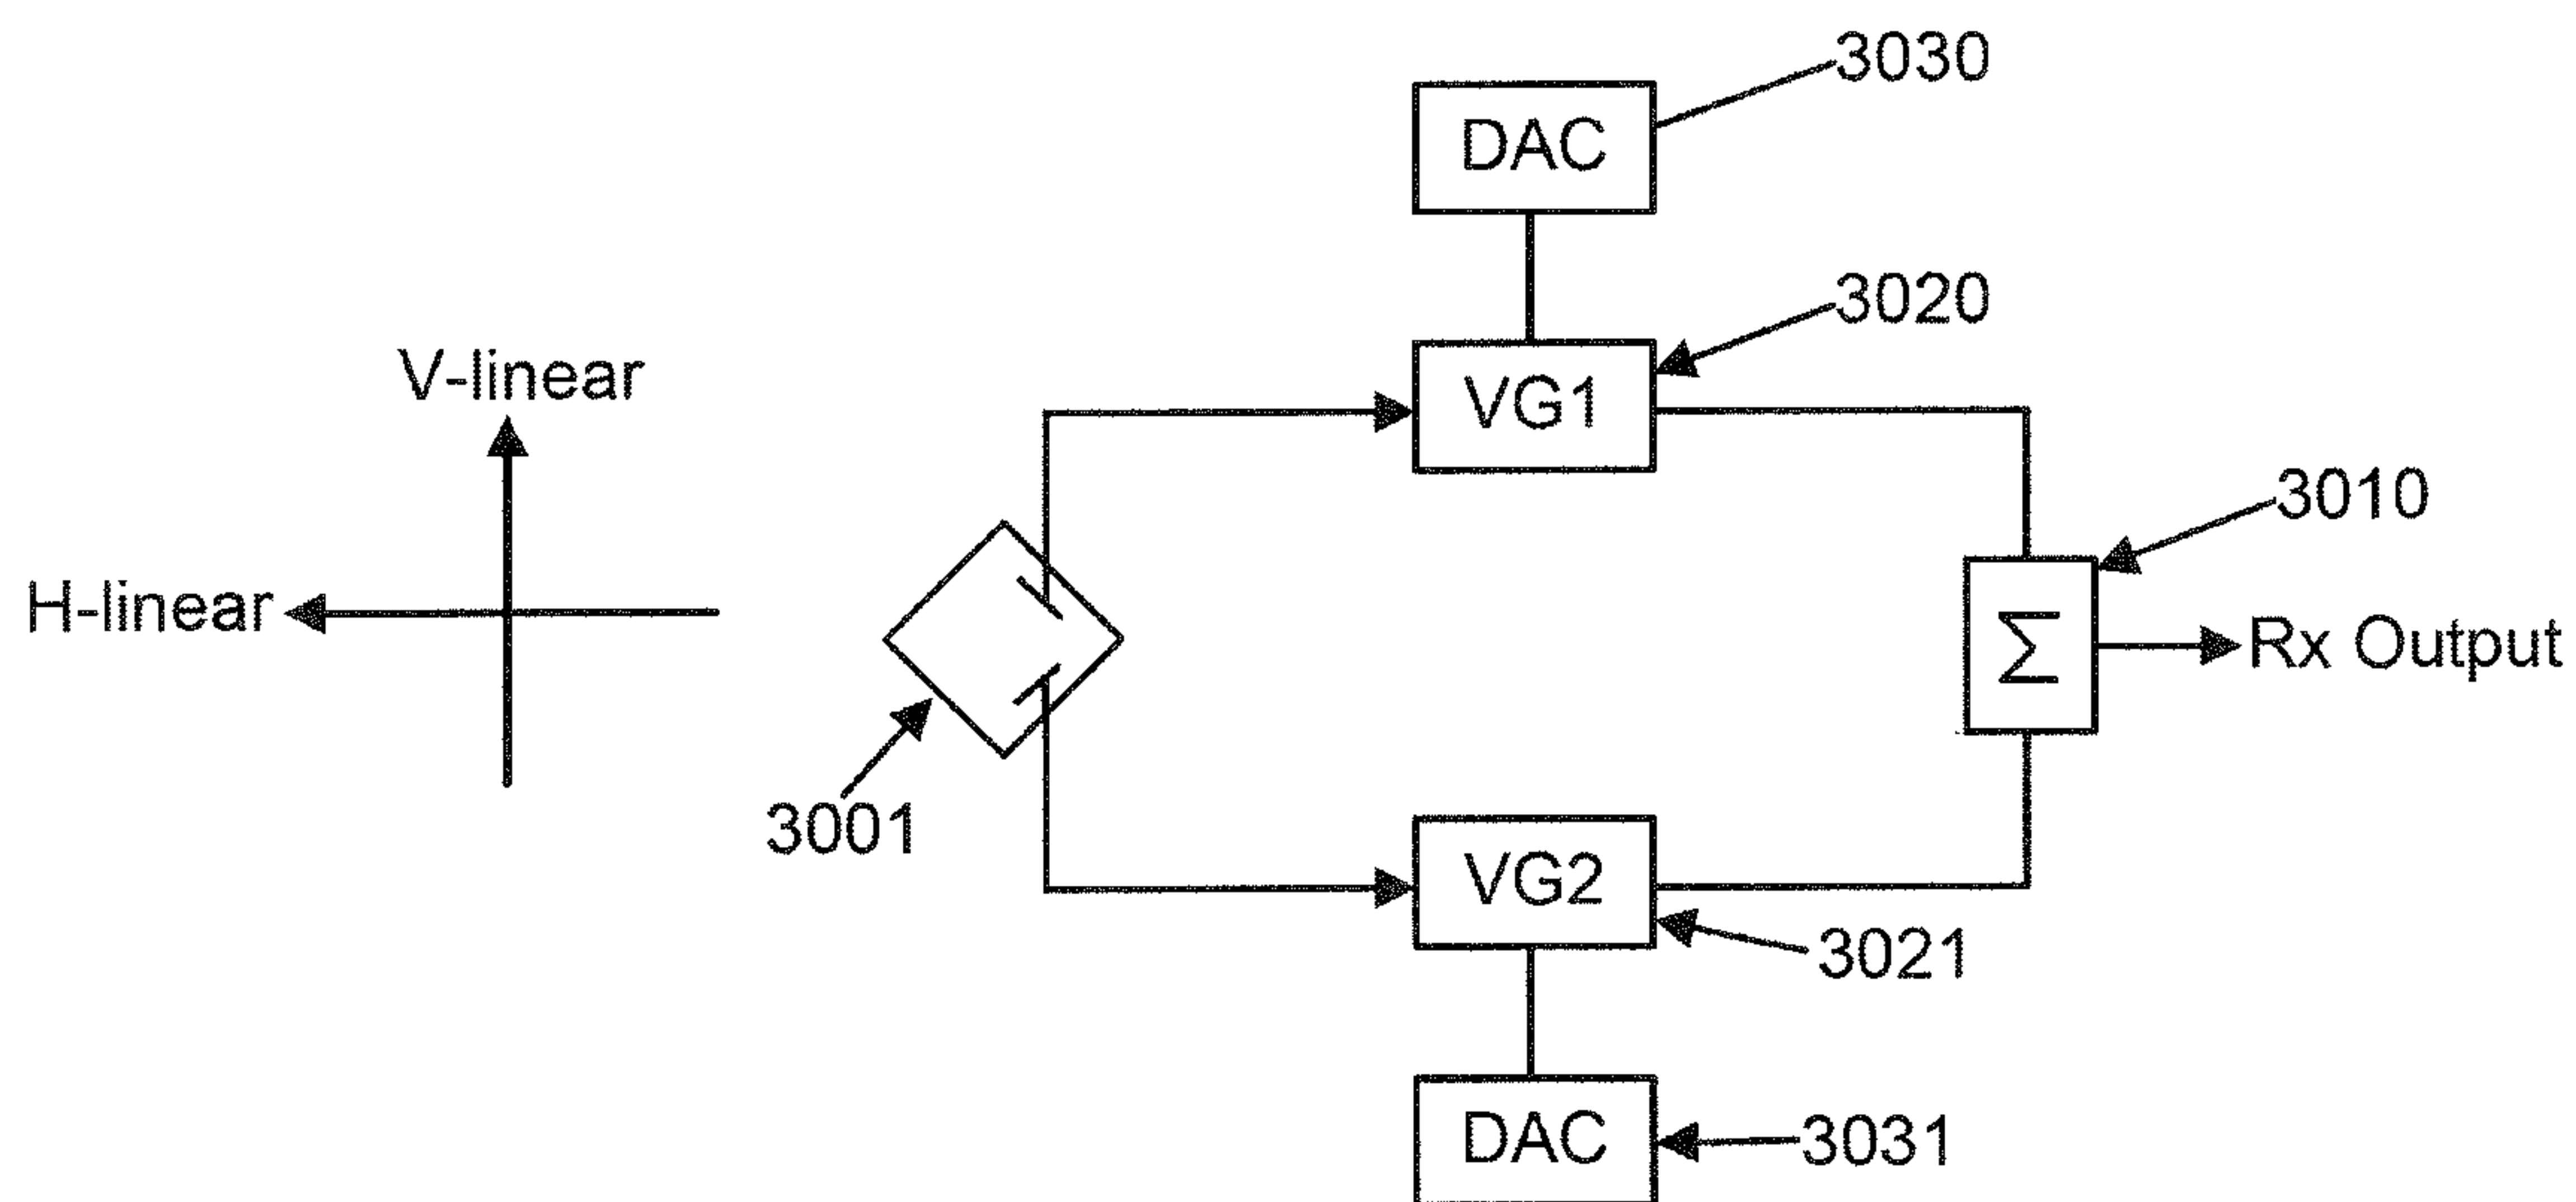 3030
DAC
3020
V-linear
VG1
3010
H-linear
Σ
Rx Output
3001
VG2
3021
DAC
3031